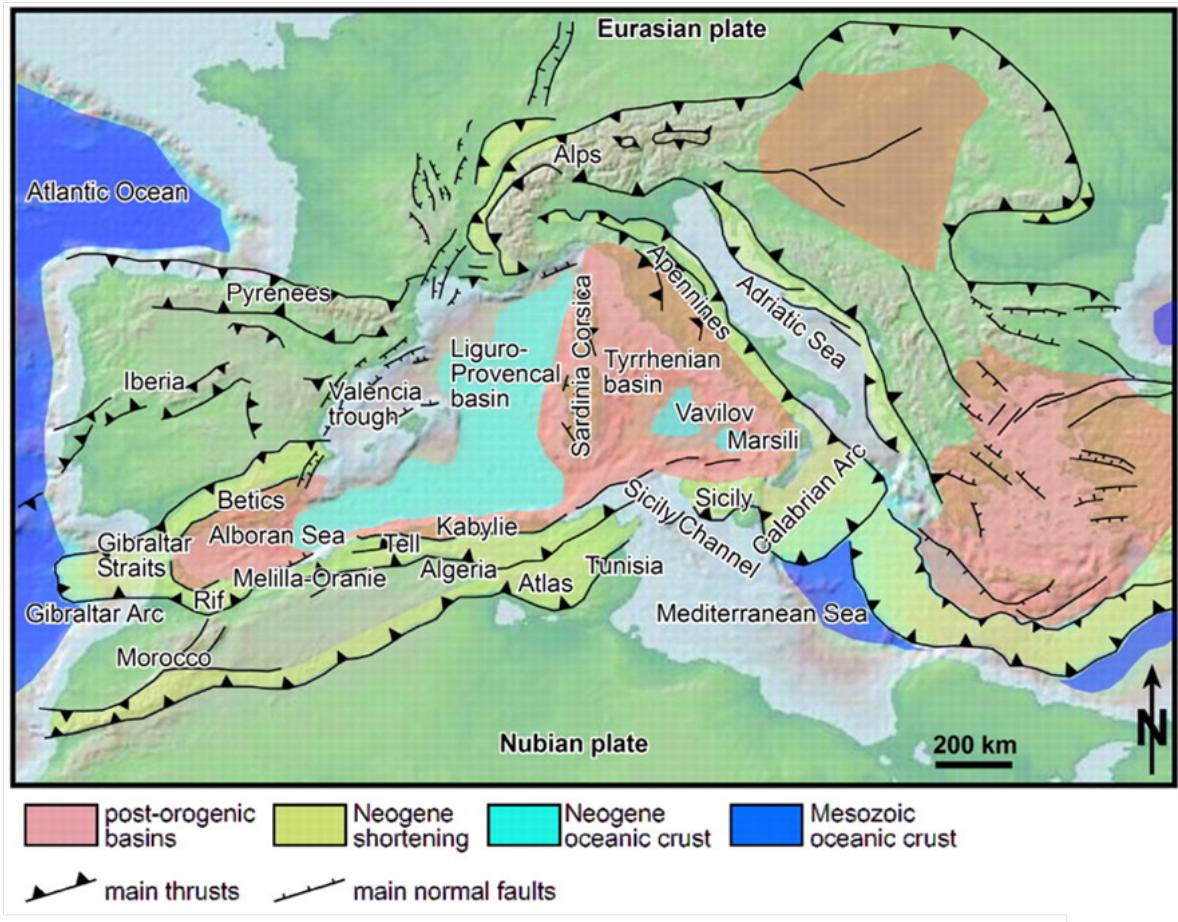 Eurasian plate
Alps
Atlantic Ocean
Pyrenees
Apennines
Adriatic Sea
Sardinia Corsica
Liguro-
Provencal
basin
Tyrrhenian
basin
Iberia
Valencia
trough
Vavilov
Marsili
Betics
Sicily
Calabrian Arc
Sicily/Channel
Alboran Sea
Kabylie
Gibraltar
Straits
Tell
Melilla-Oranie
Algeria
Tunisia
Atlas
Rif
Gibraltar Arc
Mediterranean Sea
Morocco
Nubian plate
200 km
N
post-orogenic
basins
Neogene
shortening
Neogene
oceanic crust
Mesozoic
oceanic crust
main thrusts
main normal faults